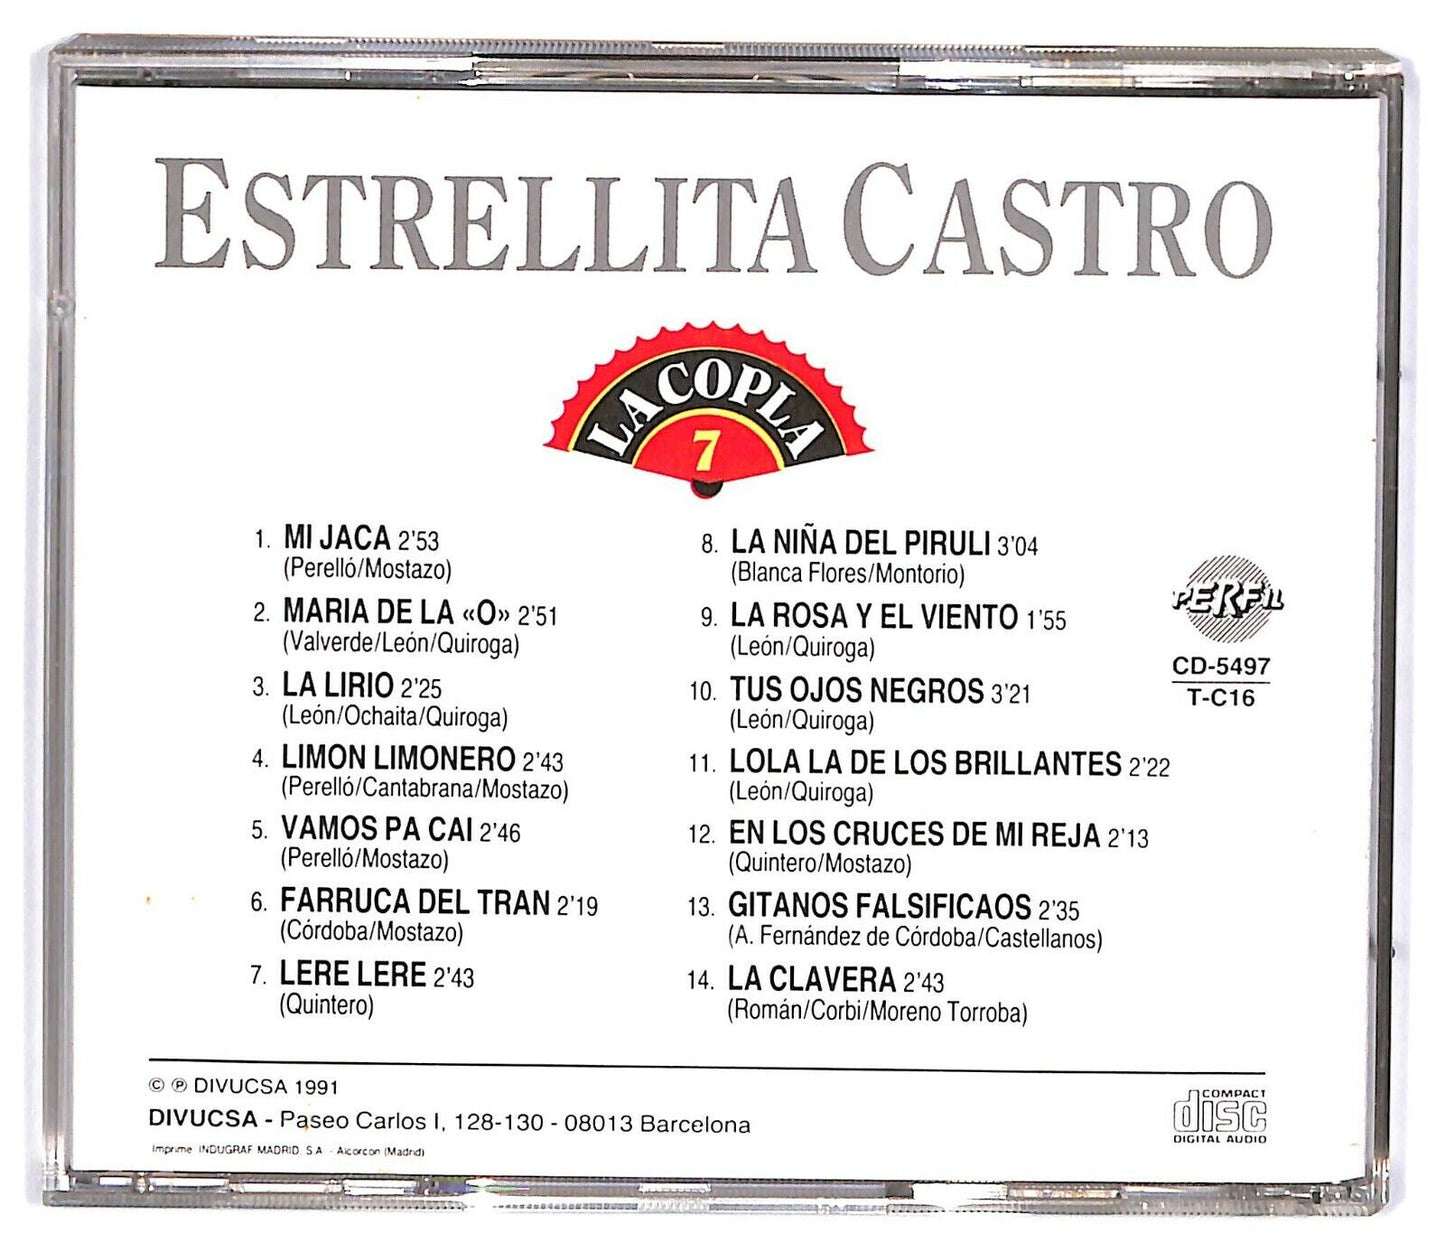 ESTRELLITA CASTRO
LA COPLA
7
1. MI JACA 2'53
(Perelló/Mostazo)
2. MARIA DE LA «O» 2'51
(Valverde/León/Quiroga)
3. LA LIRIO 2'25
(León/Ochaita/Quiroga)
4. LIMON LIMONERO 2'43
(Perelló/Cantabrana/Mostazo)
5. VAMOS PA CAI 2'46
(Perelló/Mostazo)
6. FARRUCA DEL TRAN 2'19
(Córdoba/Mostazo)
7. LERE LERE 2'43
(Quintero)
8. LA NIÑA DEL PIRULI 3'04
(Blanca Flores/Montorio)
9. LA ROSA Y EL VIENTO 1'55
(León/Quiroga)
10. TUS OJOS NEGROS 3'21
(León/Quiroga)
11. LOLA LA DE LOS BRILLANTES 2'22
(León/Quiroga)
12. EN LOS CRUCES DE MI REJA 2'13
(Quintero/Mostazo)
13. GITANOS FALSIFICAOS 2'35
(A. Fernández de Córdoba/Castellanos)
14. LA CLAVERA 2'43
(Román/Corbi/Moreno Torroba)
PERFIL
CD-5497
T-C16
© ℗ DIVUCSA 1991
DIVUCSA - Paseo Carlos I, 128-130 - 08013 Barcelona
Imprime INDUGRAF MADRID. S.A. - Alcorcon (Madrid)
COMPACT
disc
DIGITAL AUDIO